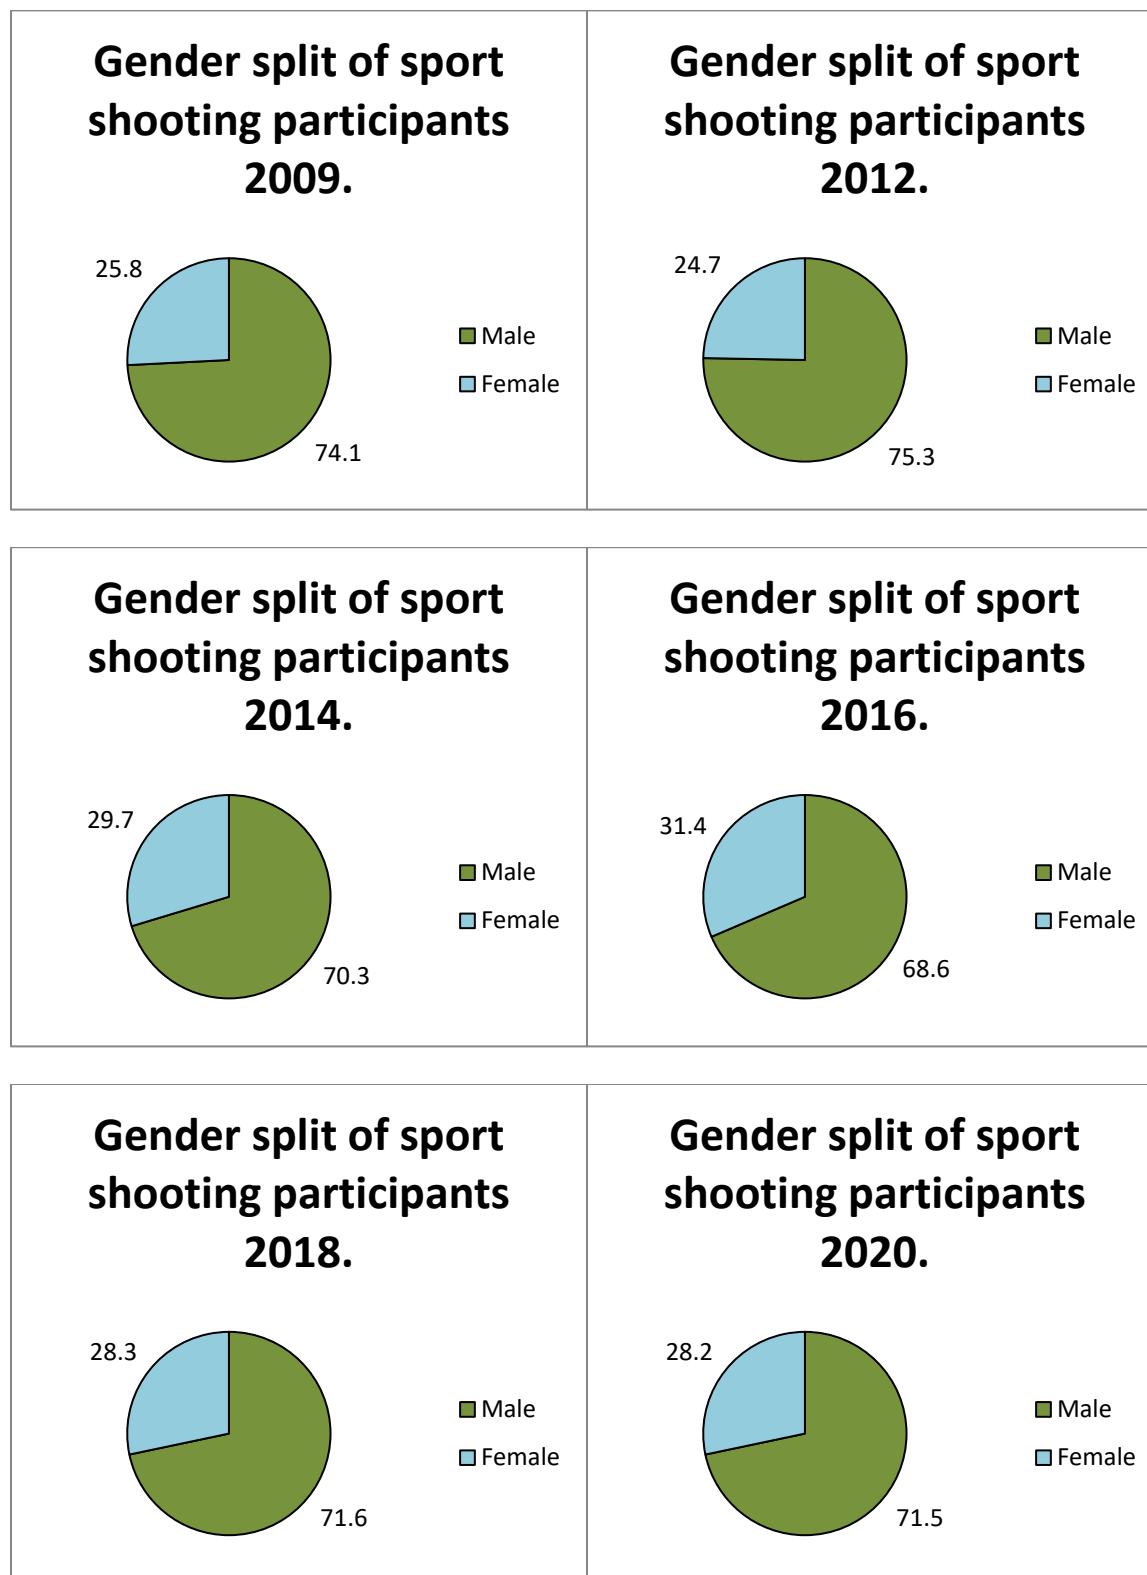 Gender split of sport
shooting participants
2009.
25.8
74.1
Male
Female
Gender split of sport
shooting participants
2012.
24.7
75.3
Male
Female
Gender split of sport
shooting participants
2014.
29.7
70.3
Male
Female
Gender split of sport
shooting participants
2016.
31.4
68.6
Male
Female
Gender split of sport
shooting participants
2018.
28.3
71.6
Male
Female
Gender split of sport
shooting participants
2020.
28.2
71.5
Male
Female